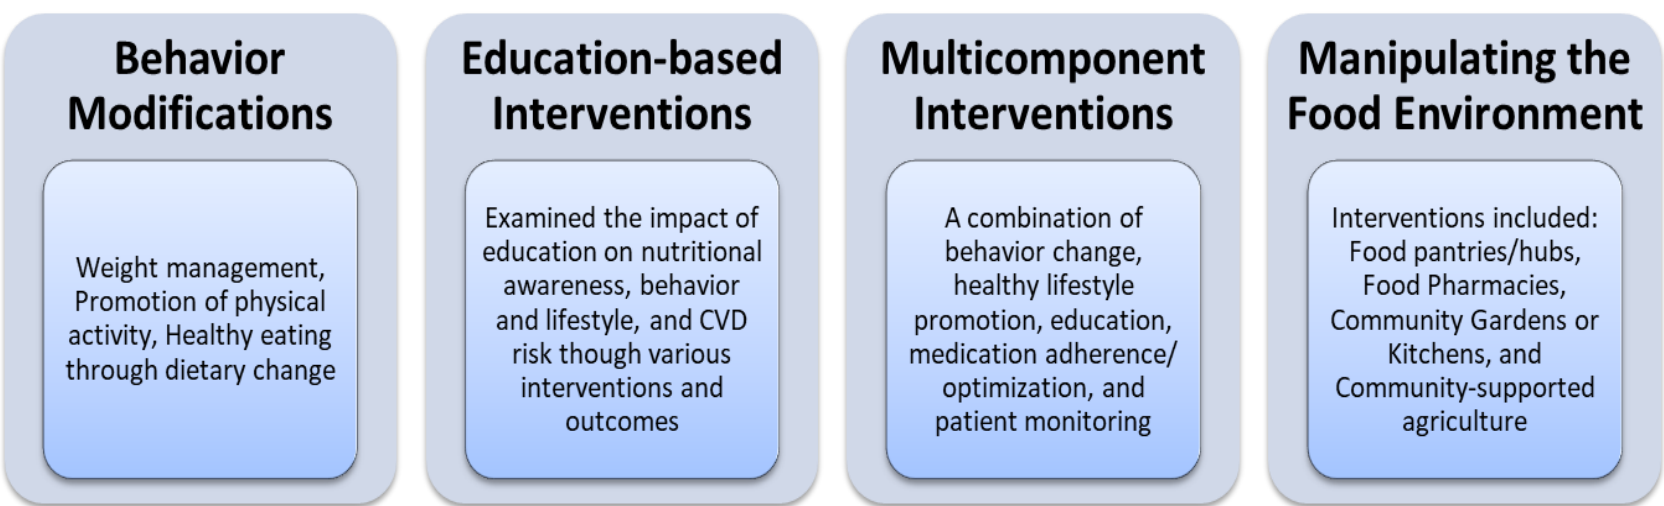 Behavior
Modifications
Weight management,
Promotion of physical
activity, Healthy eating
through dietary change
Education-based
Interventions
Examined the impact of
education on nutritional
awareness, behavior
and lifestyle, and CVD
risk though various
interventions and
outcomes
Multicomponent
Interventions
A combination of
behavior change,
healthy lifestyle
promotion, education,
medication adherence/
optimization, and
patient monitoring
Manipulating the
Food Environment
Interventions included:
Food pantries/hubs,
Food Pharmacies,
Community Gardens or
Kitchens, and
Community-supported
agriculture